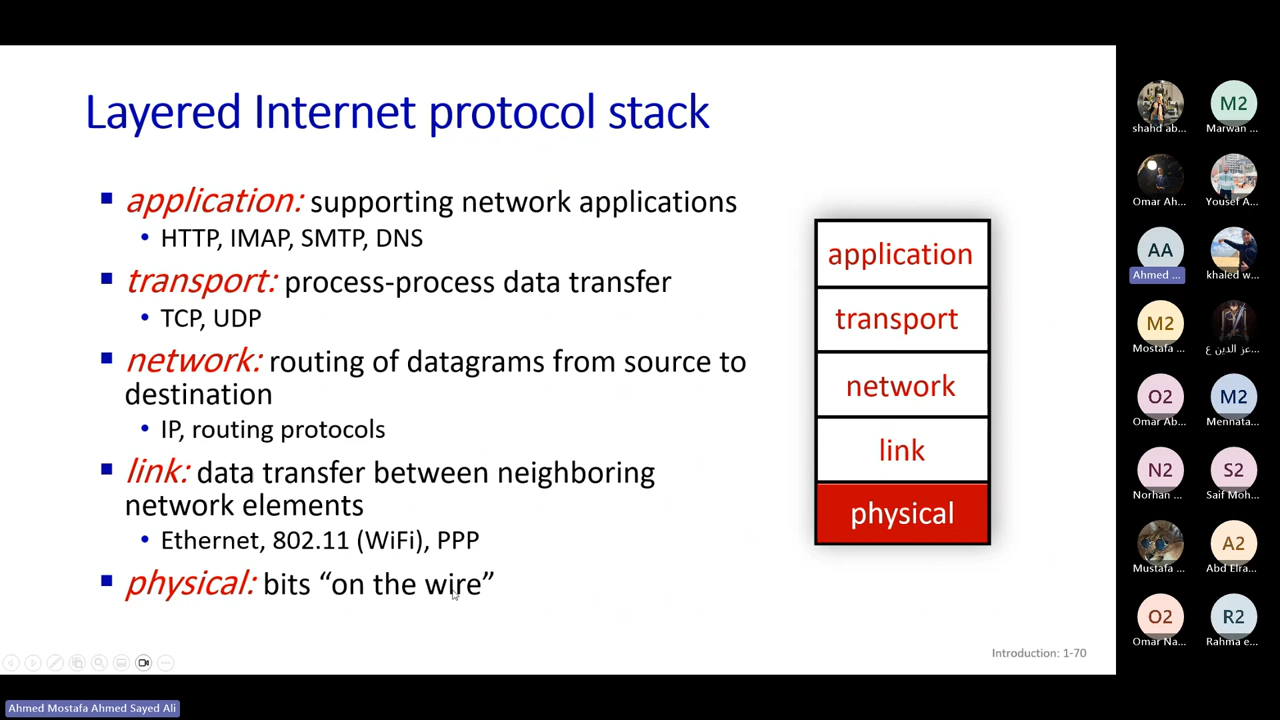 Layered Internet protocol stack
▪ application: supporting network applications
• HTTP, IMAP, SMTP, DNS
▪ transport: process-process data transfer
• TCP, UDP
▪ network: routing of datagrams from source to
destination
• IP, routing protocols
▪ link: data transfer between neighboring
network elements
• Ethernet, 802.11 (WiFi), PPP
▪ physical: bits “on the wire”
application
transport
network
link
physical
Introduction: 1-70
shahd ab...
M2
Marwan ...
Omar Ah...
Yousef A...
AA
Ahmed ...
khaled w...
M2
Mostafa ...
عز الدين ع
O2
Omar Ab...
M2
Mennat...
N2
Norhan ...
S2
Saif Moh...
Mustafa ...
A2
Abd Elra...
O2
Omar Na...
R2
Rahma e...
Ahmed Mostafa Ahmed Sayed Ali